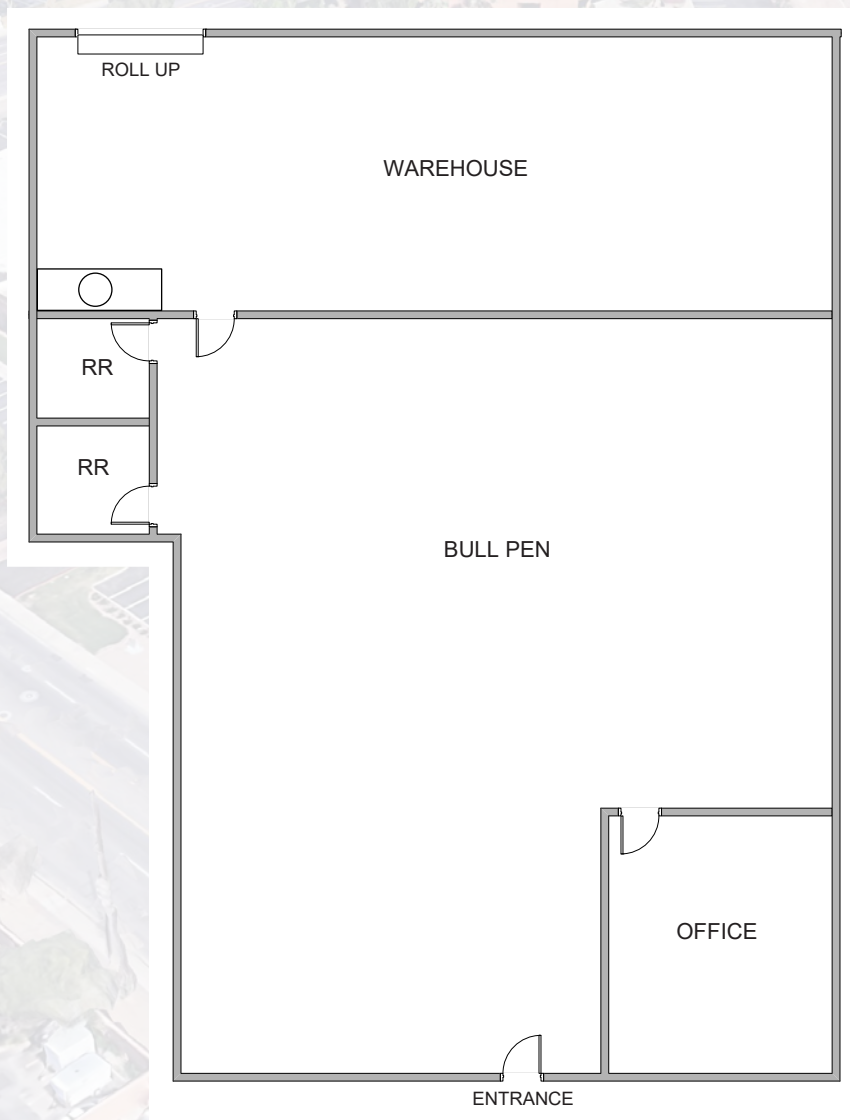 ROLL UP
WAREHOUSE
RR
RR
BULL PEN
OFFICE
ENTRANCE